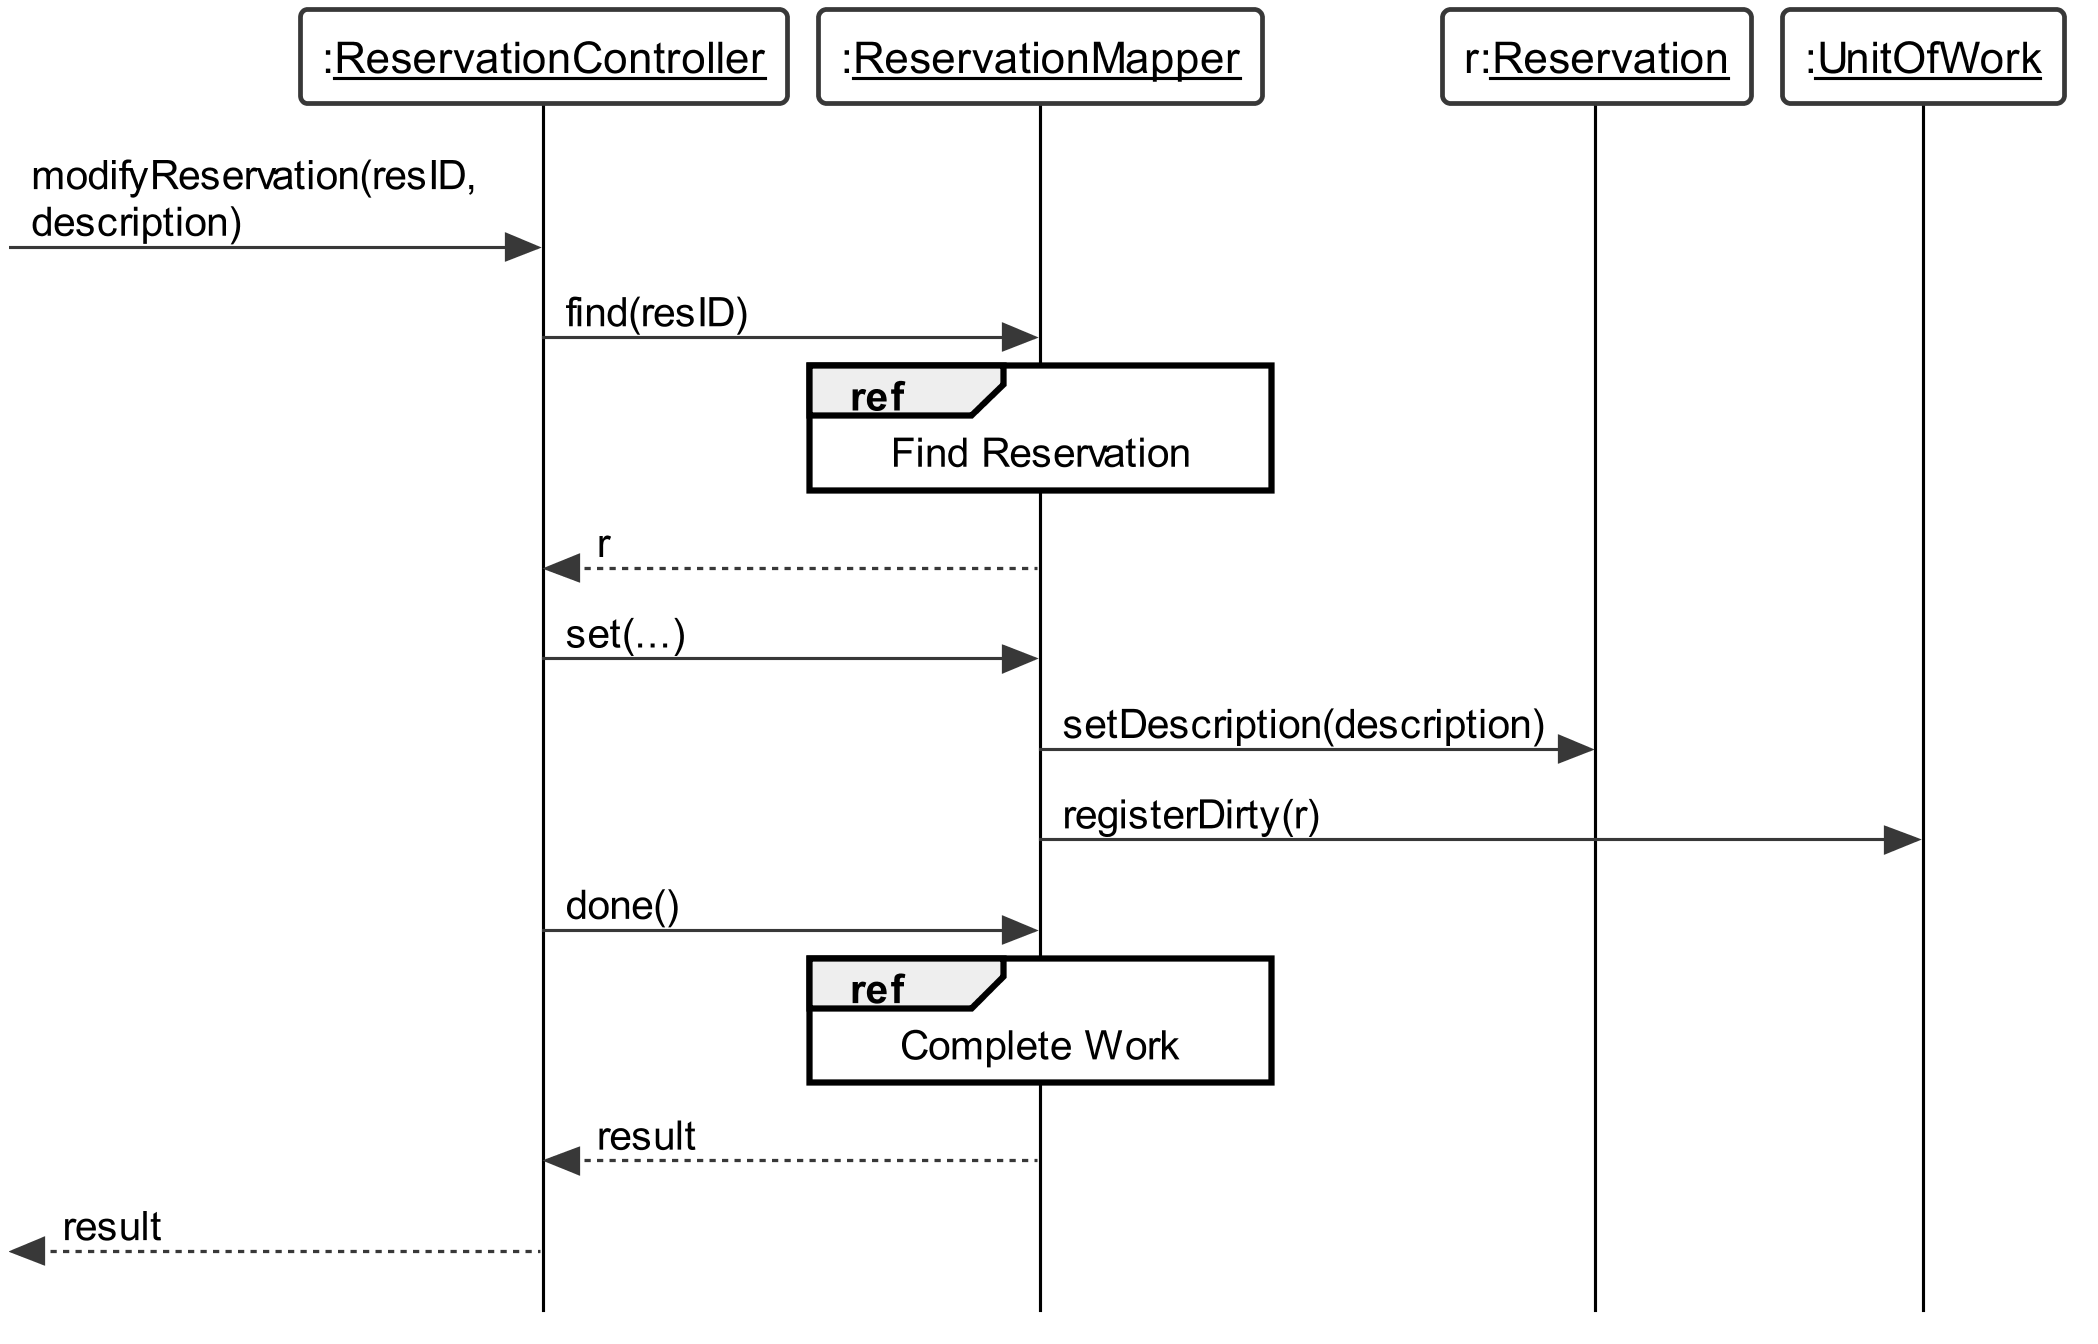 :ReservationController
:ReservationMapper
r:Reservation
:UnitOfWork
modifyReservation(resID,
description)
find(resID)
ref
Find Reservation
r
set(...)
setDescription(description)
registerDirty(r)
done()
ref
Complete Work
result
result